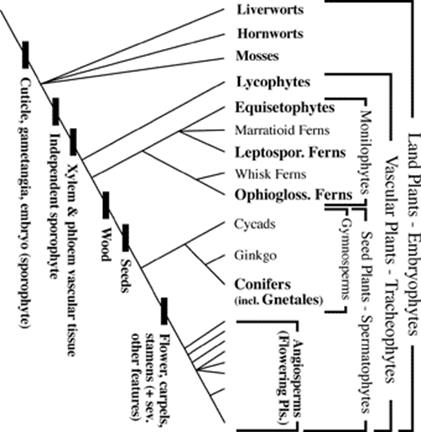 Liverworts
Hornworts
Mosses
Lycophytes
Equisetophytes
Marratioid Ferns
Leptospor. Ferns
Whisk Ferns
Ophiogloss. Ferns
Cycads
Ginkgo
Conifers
(incl. Gnetales)
Angiosperms
(Flowering Pls.)
Monilophytes
Gymnosperms
Seed Plants - Spermatophytes
Vascular Plants - Tracheophytes
Land Plants - Embryophytes
Cuticle, gametangia, embryo (sporophyte)
Independent sporophyte
Xylem & phloem vascular tissue
Wood
Seeds
Flower, carpels,
stamens (+ sev.
other features)